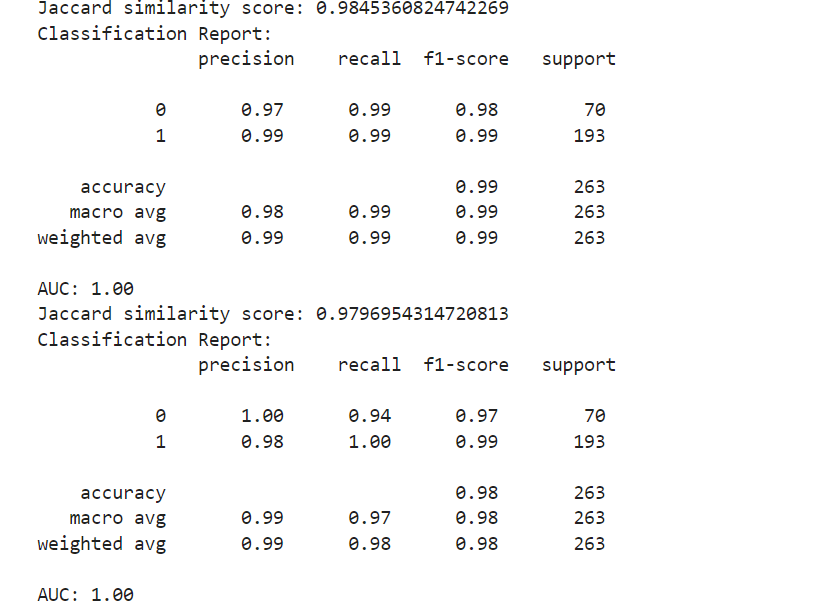 Jaccard similarity score: 0.9845360824742269
Classification Report:
precision recall f1-score support
0 0.97 0.99 0.98 70
1 0.99 0.99 0.99 193
accuracy 0.99 263
macro avg 0.98 0.99 0.99 263
weighted avg 0.99 0.99 0.99 263
AUC: 1.00
Jaccard similarity score: 0.9796954314720813
Classification Report:
precision recall f1-score support
0 1.00 0.94 0.97 70
1 0.98 1.00 0.99 193
accuracy 0.98 263
macro avg 0.99 0.97 0.98 263
weighted avg 0.99 0.98 0.98 263
AUC: 1.00